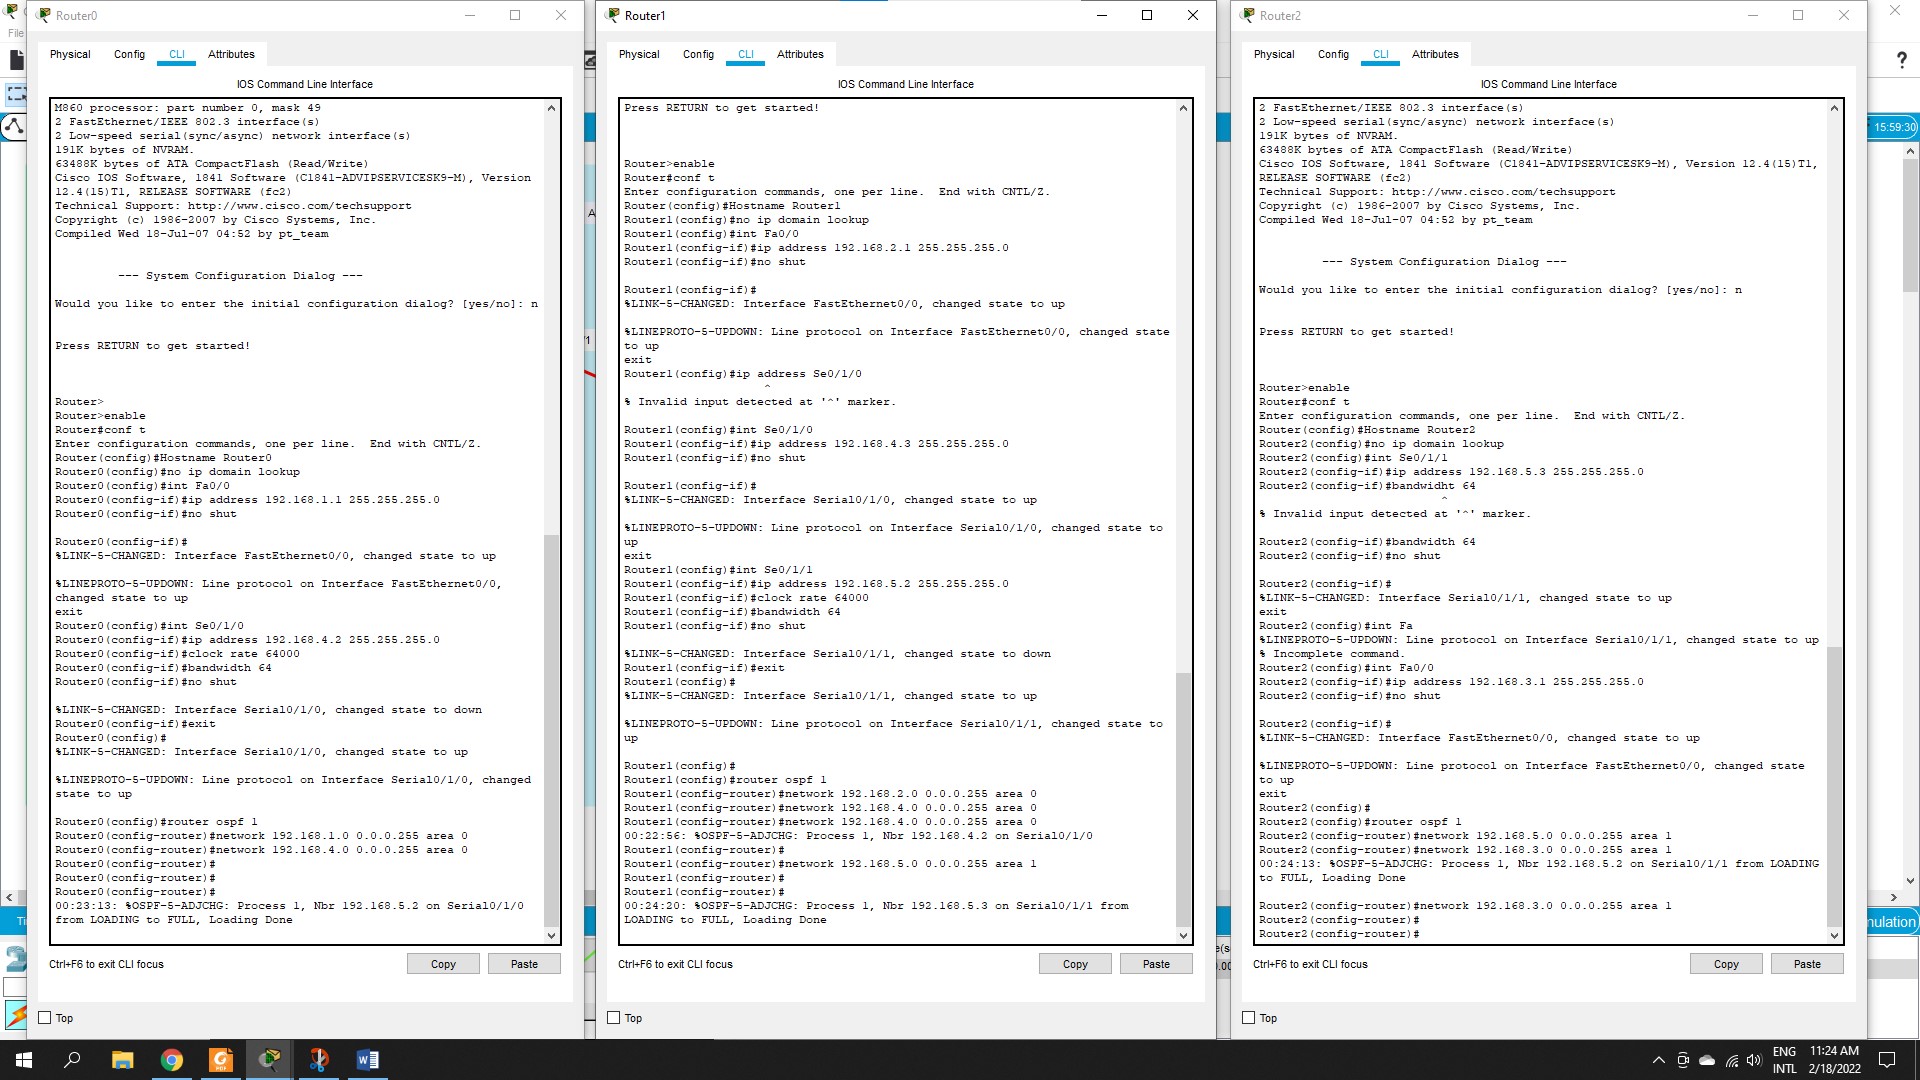 Router0
Physical Config CLI Attributes
IOS Command Line Interface
M860 processor: part number 0, mask 49
2 FastEthernet/IEEE 802.3 interface(s)
2 Low-speed serial(sync/async) network interface(s)
191K bytes of NVRAM.
63488K bytes of ATA CompactFlash (Read/Write)
Cisco IOS Software, 1841 Software (C1841-ADVIPSERVICESK9-M), Version
12.4(15)T1, RELEASE SOFTWARE (fc2)
Technical Support: http://www.cisco.com/techsupport
Copyright (c) 1986-2007 by Cisco Systems, Inc.
Compiled Wed 18-Jul-07 04:52 by pt_team
--- System Configuration Dialog ---
Would you like to enter the initial configuration dialog? [yes/no]: n
Press RETURN to get started!
Router>
Router>enable
Router#conf t
Enter configuration commands, one per line.  End with CNTL/Z.
Router(config)#Hostname Router0
Router0(config)#no ip domain lookup
Router0(config)#int Fa0/0
Router0(config-if)#ip address 192.168.1.1 255.255.255.0
Router0(config-if)#no shut
Router0(config-if)#
%LINK-5-CHANGED: Interface FastEthernet0/0, changed state to up
%LINEPROTO-5-UPDOWN: Line protocol on Interface FastEthernet0/0,
changed state to up
exit
Router0(config)#int Se0/1/0
Router0(config-if)#ip address 192.168.4.2 255.255.255.0
Router0(config-if)#clock rate 64000
Router0(config-if)#bandwidth 64
Router0(config-if)#no shut
%LINK-5-CHANGED: Interface Serial0/1/0, changed state to down
Router0(config-if)#exit
Router0(config)#
%LINK-5-CHANGED: Interface Serial0/1/0, changed state to up
%LINEPROTO-5-UPDOWN: Line protocol on Interface Serial0/1/0, changed
state to up
Router0(config)#router ospf 1
Router0(config-router)#network 192.168.1.0 0.0.0.255 area 0
Router0(config-router)#network 192.168.4.0 0.0.0.255 area 0
Router0(config-router)#
Router0(config-router)#
Router0(config-router)#
00:23:13: %OSPF-5-ADJCHG: Process 1, Nbr 192.168.5.2 on Serial0/1/0
from LOADING to FULL, Loading Done
Ctrl+F6 to exit CLI focus
Copy
Paste
Top
Router1
Physical Config CLI Attributes
IOS Command Line Interface
Press RETURN to get started!
Router>enable
Router#conf t
Enter configuration commands, one per line.  End with CNTL/Z.
Router(config)#Hostname Router1
Router1(config)#no ip domain lookup
Router1(config)#int Fa0/0
Router1(config-if)#ip address 192.168.2.1 255.255.255.0
Router1(config-if)#no shut
Router1(config-if)#
%LINK-5-CHANGED: Interface FastEthernet0/0, changed state to up
%LINEPROTO-5-UPDOWN: Line protocol on Interface FastEthernet0/0, changed state
to up
exit
Router1(config)#ip address Se0/1/0
^
% Invalid input detected at '^' marker.
Router1(config)#int Se0/1/0
Router1(config-if)#ip address 192.168.4.3 255.255.255.0
Router1(config-if)#no shut
Router1(config-if)#
%LINK-5-CHANGED: Interface Serial0/1/0, changed state to up
%LINEPROTO-5-UPDOWN: Line protocol on Interface Serial0/1/0, changed state to
up
exit
Router1(config)#int Se0/1/1
Router1(config-if)#ip address 192.168.5.2 255.255.255.0
Router1(config-if)#clock rate 64000
Router1(config-if)#bandwidth 64
Router1(config-if)#no shut
%LINK-5-CHANGED: Interface Serial0/1/1, changed state to down
Router1(config-if)#exit
Router1(config)#
%LINK-5-CHANGED: Interface Serial0/1/1, changed state to up
%LINEPROTO-5-UPDOWN: Line protocol on Interface Serial0/1/1, changed state to
up
Router1(config)#
Router1(config)#router ospf 1
Router1(config-router)#network 192.168.2.0 0.0.0.255 area 0
Router1(config-router)#network 192.168.4.0 0.0.0.255 area 0
Router1(config-router)#network 192.168.4.0 0.0.0.255 area 0
00:22:56: %OSPF-5-ADJCHG: Process 1, Nbr 192.168.4.2 on Serial0/1/0
Router1(config-router)#
Router1(config-router)#network 192.168.5.0 0.0.0.255 area 1
Router1(config-router)#
Router1(config-router)#
00:24:20: %OSPF-5-ADJCHG: Process 1, Nbr 192.168.5.3 on Serial0/1/1 from
LOADING to FULL, Loading Done
Ctrl+F6 to exit CLI focus
Copy
Paste
Top
Router2
Physical Config CLI Attributes
IOS Command Line Interface
2 FastEthernet/IEEE 802.3 interface(s)
2 Low-speed serial(sync/async) network interface(s)
191K bytes of NVRAM.
63488K bytes of ATA CompactFlash (Read/Write)
Cisco IOS Software, 1841 Software (C1841-ADVIPSERVICESK9-M), Version 12.4(15)T1,
RELEASE SOFTWARE (fc2)
Technical Support: http://www.cisco.com/techsupport
Copyright (c) 1986-2007 by Cisco Systems, Inc.
Compiled Wed 18-Jul-07 04:52 by pt_team
--- System Configuration Dialog ---
Would you like to enter the initial configuration dialog? [yes/no]: n
Press RETURN to get started!
Router>enable
Router#conf t
Enter configuration commands, one per line.  End with CNTL/Z.
Router(config)#Hostname Router2
Router2(config)#no ip domain lookup
Router2(config)#int Se0/1/1
Router2(config-if)#ip address 192.168.5.3 255.255.255.0
Router2(config-if)#bandwidht 64
^
% Invalid input detected at '^' marker.
Router2(config-if)#bandwidth 64
Router2(config-if)#no shut
Router2(config-if)#
%LINK-5-CHANGED: Interface Serial0/1/1, changed state to up
exit
Router2(config)#int Fa
%LINEPROTO-5-UPDOWN: Line protocol on Interface Serial0/1/1, changed state to up
% Incomplete command.
Router2(config)#int Fa0/0
Router2(config-if)#ip address 192.168.3.1 255.255.255.0
Router2(config-if)#no shut
Router2(config-if)#
%LINK-5-CHANGED: Interface FastEthernet0/0, changed state to up
%LINEPROTO-5-UPDOWN: Line protocol on Interface FastEthernet0/0, changed state
to up
exit
Router2(config)#
Router2(config)#router ospf 1
Router2(config-router)#network 192.168.5.0 0.0.0.255 area 1
Router2(config-router)#network 192.168.3.0 0.0.0.255 area 1
00:24:13: %OSPF-5-ADJCHG: Process 1, Nbr 192.168.5.2 on Serial0/1/1 from LOADING
to FULL, Loading Done
Router2(config-router)#network 192.168.3.0 0.0.0.255 area 1
Router2(config-router)#
Router2(config-router)#
Ctrl+F6 to exit CLI focus
Copy
Paste
Top
File
?
15:59:30
A
Ti
mulation
ENG
INTL
11:24 AM
2/18/2022